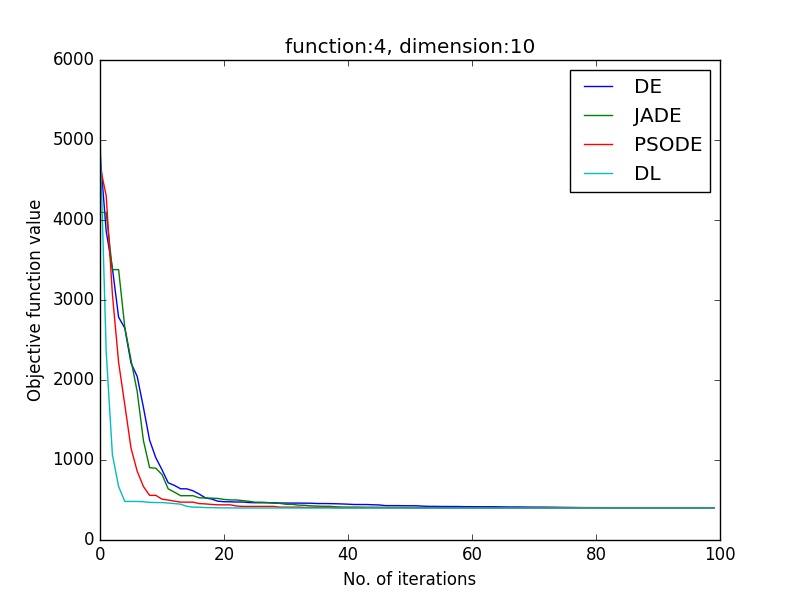 function:4, dimension:10
6000
5000
4000
3000
2000
1000
0
Objective function value
DE
JADE
PSODE
DL
0 20 40 60 80 100
No. of iterations